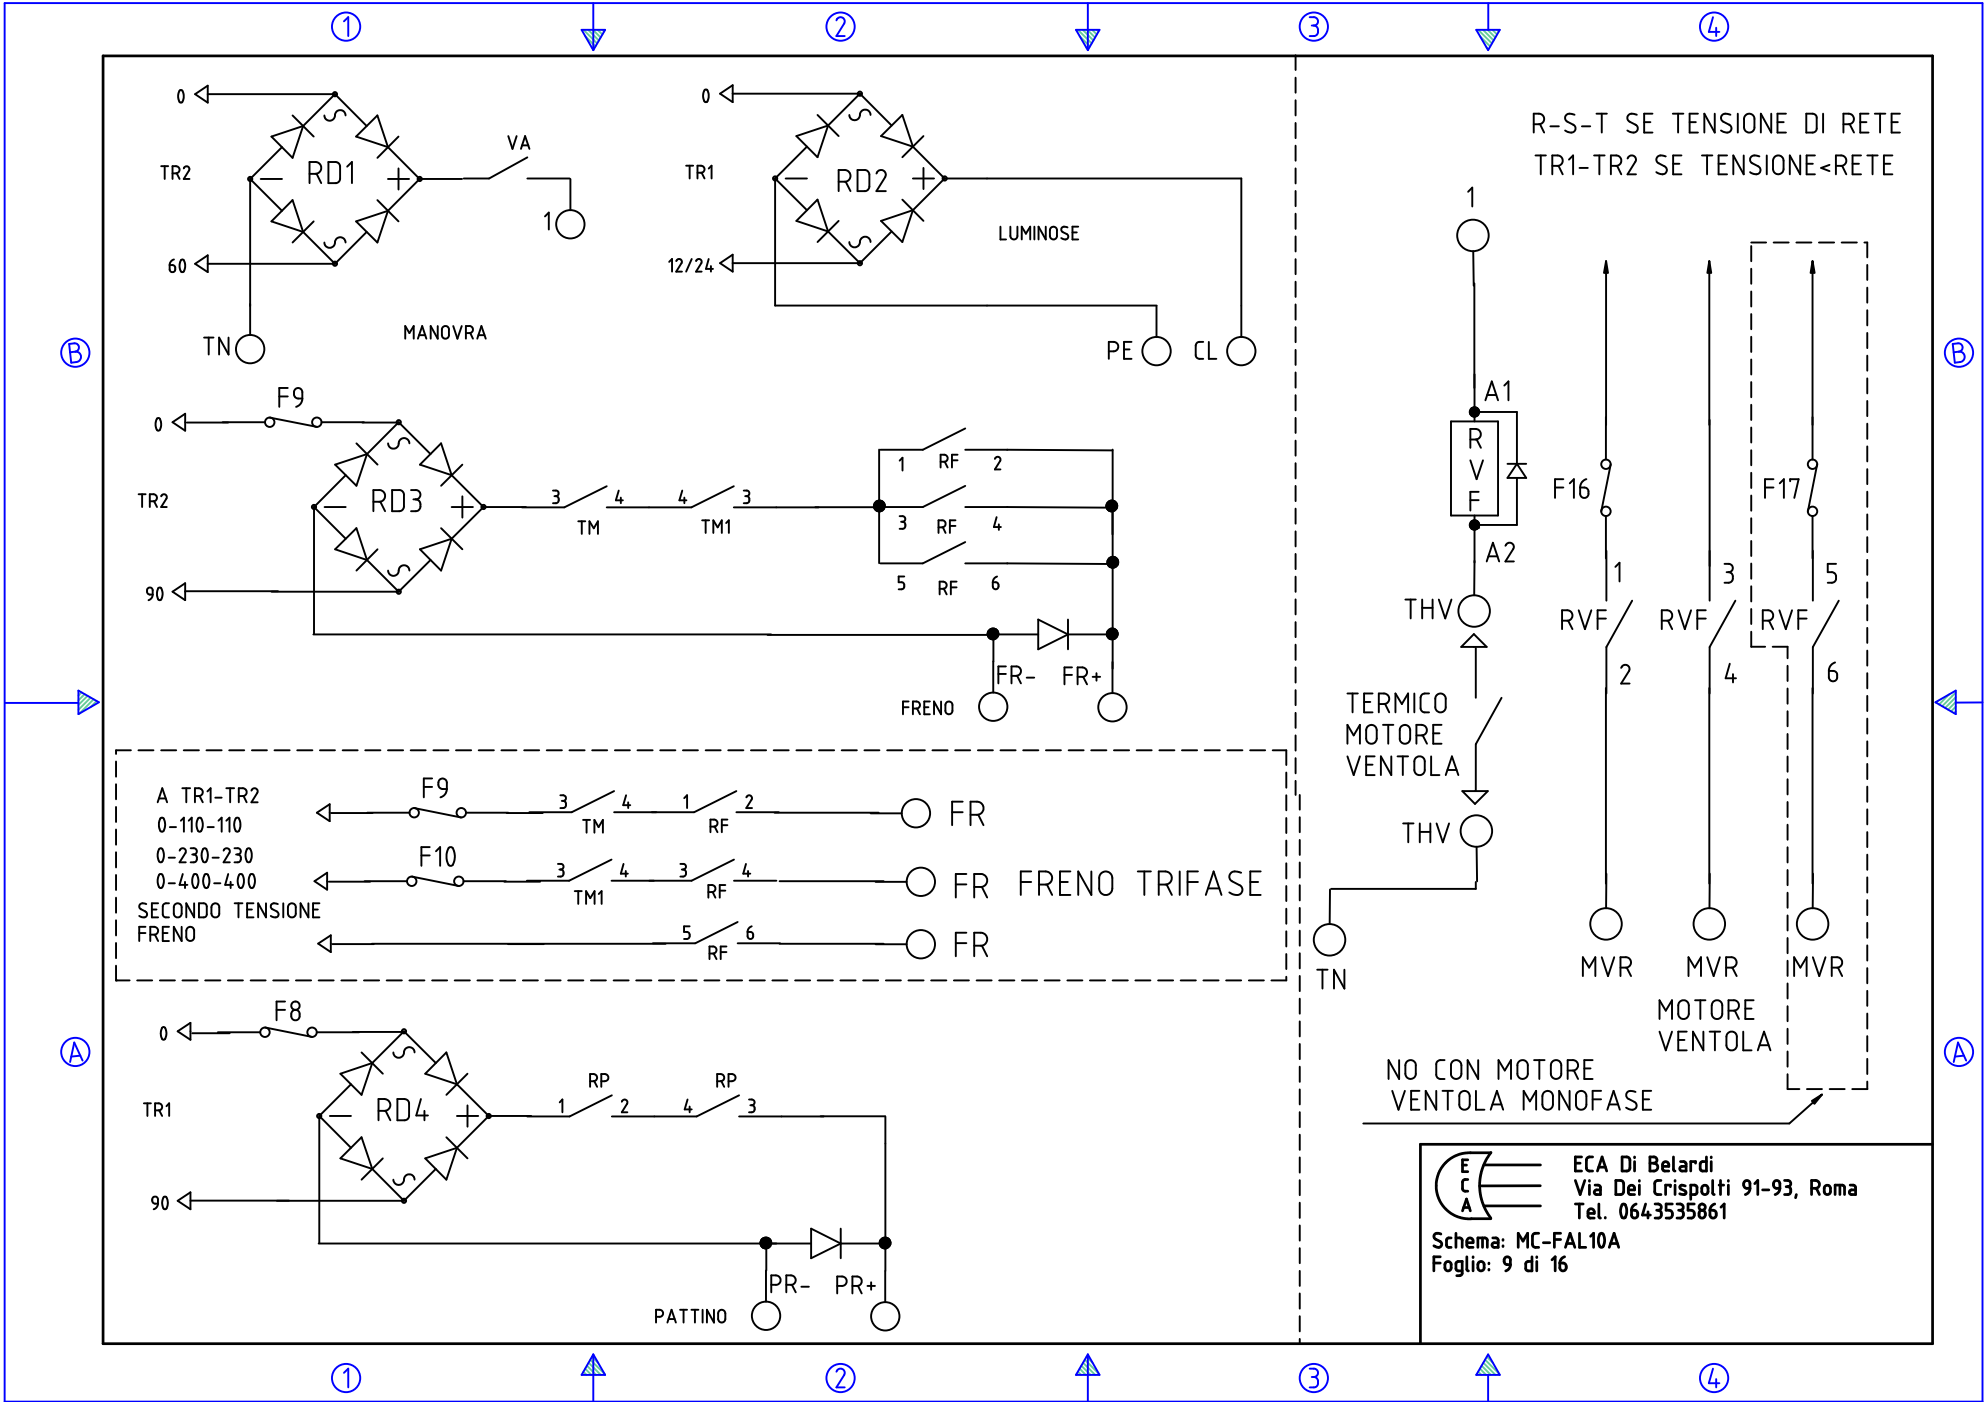 1
2
3
4
0
TR2
S
RD1
S
60
TN
VA
1
MANOVRA
0
TR1
S
RD2
S
12/24
LUMINOSE
PE
CL
R-S-T SE TENSIONE DI RETE
TR1-TR2 SE TENSIONE<RETE
B
B
F9
0
TR2
S
RD3
S
90
3 4
TM
4 3
TM1
1 RF 2
3 RF 4
5 RF 6
FR-
FR+
FRENO
1
A1
R
V
F
A2
THV
TERMICO
MOTORE
VENTOLA
THV
TN
F16
F17
1
3
5
RVF
RVF
RVF
2
4
6
MVR
MVR
MVR
MOTORE
VENTOLA
NO CON MOTORE
VENTOLA MONOFASE
A TR1-TR2
0-110-110
0-230-230
0-400-400
SECONDO TENSIONE
FRENO
F9
3 4
TM
1 2
RF
FR
F10
3 4
TM1
3 4
RF
FR
FRENO TRIFASE
5 6
RF
FR
A
A
F8
0
TR1
S
RD4
S
90
RP
1 2
RP
4 3
PR-
PR+
PATTINO
E
C
A
ECA Di Belardi
Via Dei Crispolti 91-93, Roma
Tel. 0643535861
Schema: MC-FAL10A
Foglio: 9 di 16
1
2
3
4